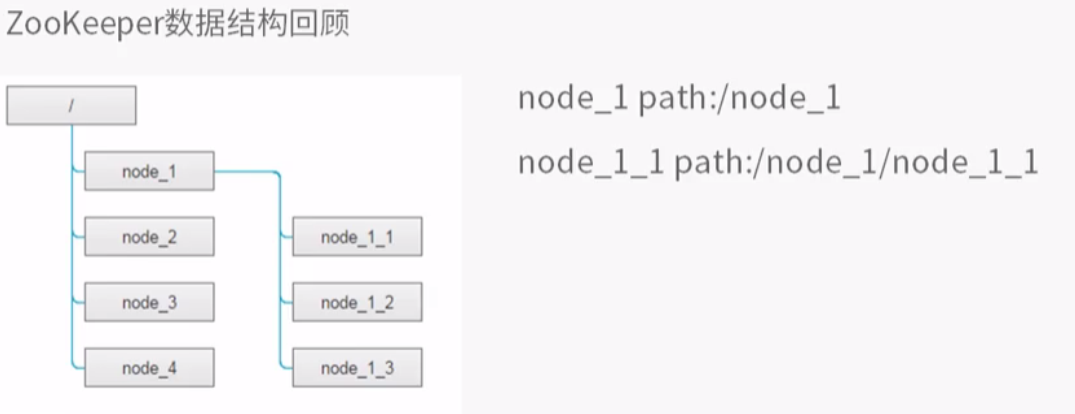 ZooKeeper数据结构回顾
/
node_1
node_2
node_3
node_4
node_1_1
node_1_2
node_1_3
node_1 path:/node_1
node_1_1 path:/node_1/node_1_1